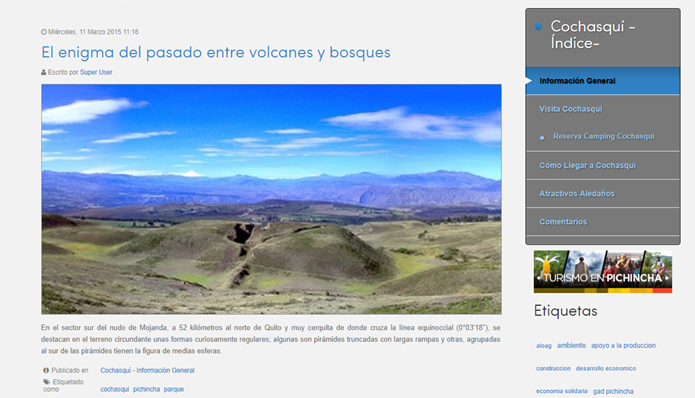 Miércoles, 11 Marzo 2015 11:16
El enigma del pasado entre volcanes y bosques
Escrito por Super User
En el sector sur del nudo de Mojanda, a 52 kilómetros al norte de Quito y muy cerquita de donde cruza la línea equinoccial (0°03'18"), se
destacan en el terreno circundante unas formas curiosamente regulares; algunas son pirámides truncadas con largas rampas y otras, agrupadas
al sur de las pirámides tienen la figura de medias esferas.
Publicado en Cochasquí - Información General
Etiquetado como cochasqui pichincha parque
Cochasquí -
Índice-
Información General
Visita Cochasqui
Reserva Camping Cochasqui
Cómo Llegar a Cochasqui
Atractivos Aledaños
Comentarios
• TURISMO EN PICHINCHA •
Etiquetas
aloag ambiente apoyo a la produccion
construccion desarrollo economico
economia solidaria gad pichincha